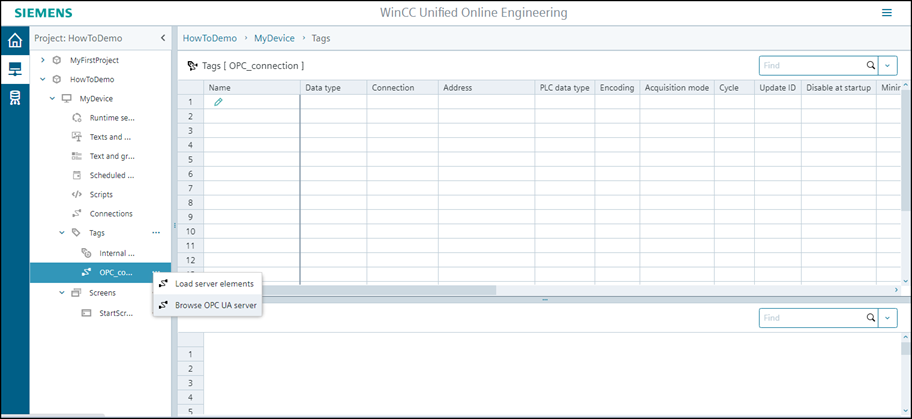 SIEMENS
WinCC Unified Online Engineering
Project: HowToDemo
HowToDemo > MyDevice > Tags
MyFirstProject
HowToDemo
MyDevice
Runtime se...
Texts and ...
Text and gr...
Scheduled ...
Scripts
Connections
Tags ...
Internal ...
OPC_co...
Screens
StartScr...
Load server elements
Browse OPC UA server
Tags [ OPC_connection ]
Find
Name Data type Connection Address PLC data type Encoding Acquisition mode Cycle Update ID Disable at startup Minir
1
2
3
4
5
6
7
8
9
10
11
12
Find
1
2
3
4
5